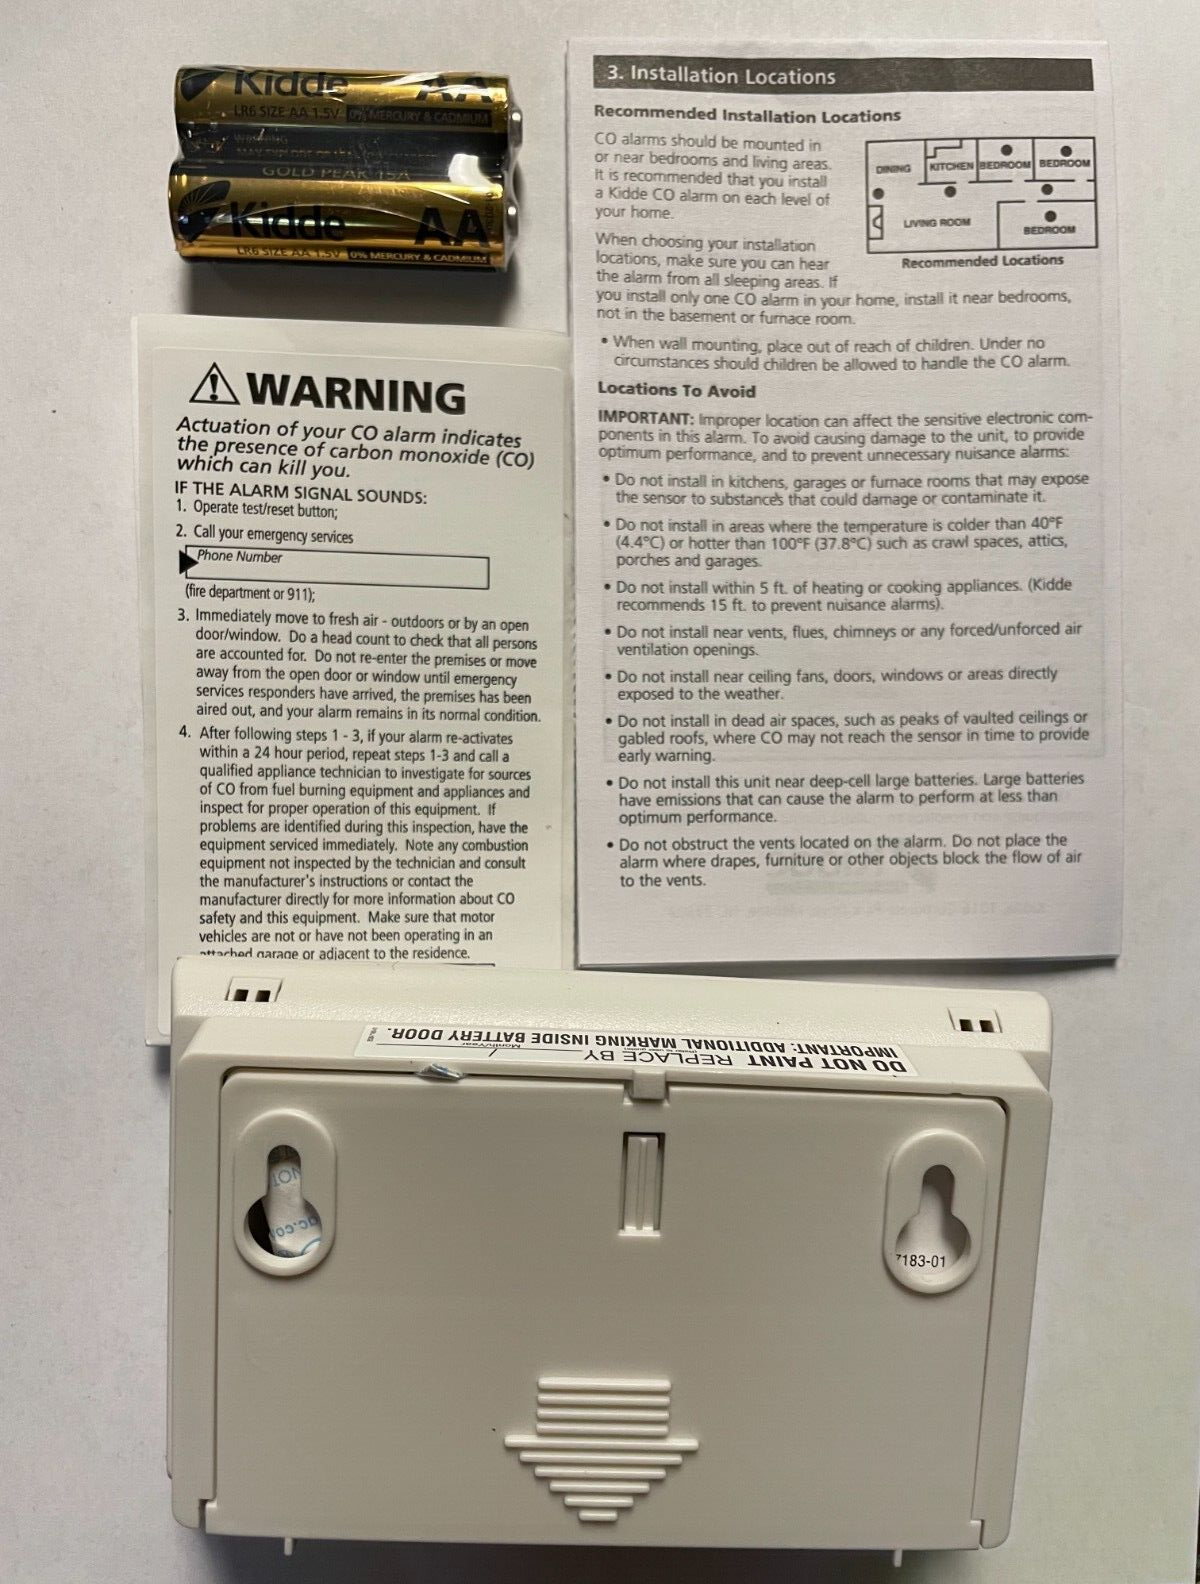 Kidde AA
LR6 SIZE AA 1.5V 0% MERCURY & CADMIUM
WARNING
GOLD PEAK 15A
Kidde AA
LR6 SIZE AA 1.5V 0% MERCURY & CADMIUM
3. Installation Locations
Recommended Installation Locations
CO alarms should be mounted in
or near bedrooms and living areas.
It is recommended that you install
a Kidde CO alarm on each level of
your home.
When choosing your installation
locations, make sure you can hear
the alarm from all sleeping areas. If
you install only one CO alarm in your home, install it near bedrooms,
not in the basement or furnace room.
DINING KITCHEN BEDROOM BEDROOM
LIVING ROOM BEDROOM
Recommended Locations
• When wall mounting, place out of reach of children. Under no
circumstances should children be allowed to handle the CO alarm.
Locations To Avoid
IMPORTANT: Improper location can affect the sensitive electronic com-
ponents in this alarm. To avoid causing damage to the unit, to provide
optimum performance, and to prevent unnecessary nuisance alarms:
• Do not install in kitchens, garages or furnace rooms that may expose
the sensor to substances that could damage or contaminate it.
• Do not install in areas where the temperature is colder than 40°F
(4.4°C) or hotter than 100°F (37.8°C) such as crawl spaces, attics,
porches and garages.
• Do not install within 5 ft. of heating or cooking appliances. (Kidde
recommends 15 ft. to prevent nuisance alarms).
• Do not install near vents, flues, chimneys or any forced/unforced air
ventilation openings.
• Do not install near ceiling fans, doors, windows or areas directly
exposed to the weather.
• Do not install in dead air spaces, such as peaks of vaulted ceilings or
gabled roofs, where CO may not reach the sensor in time to provide
early warning.
• Do not install this unit near deep-cell large batteries. Large batteries
have emissions that can cause the alarm to perform at less than
optimum performance.
• Do not obstruct the vents located on the alarm. Do not place the
alarm where drapes, furniture or other objects block the flow of air
to the vents.
WARNING
Actuation of your CO alarm indicates
the presence of carbon monoxide (CO)
which can kill you.
IF THE ALARM SIGNAL SOUNDS:
1. Operate test/reset button;
2. Call your emergency services
Phone Number
(fire department or 911);
3. Immediately move to fresh air - outdoors or by an open
door/window. Do a head count to check that all persons
are accounted for. Do not re-enter the premises or move
away from the open door or window until emergency
services responders have arrived, the premises has been
aired out, and your alarm remains in its normal condition.
4. After following steps 1 - 3, if your alarm re-activates
within a 24 hour period, repeat steps 1-3 and call a
qualified appliance technician to investigate for sources
of CO from fuel burning equipment and appliances and
inspect for proper operation of this equipment. If
problems are identified during this inspection, have the
equipment serviced immediately. Note any combustion
equipment not inspected by the technician and consult
the manufacturer's instructions or contact the
manufacturer directly for more information about CO
safety and this equipment. Make sure that motor
vehicles are not or have not been operating in an
attached garage or adjacent to the residence.
DO NOT PAINT REPLACE BY
Month/Year
IMPORTANT: ADDITIONAL MARKING INSIDE BATTERY DOOR.
NOT
ac.co
7183-01